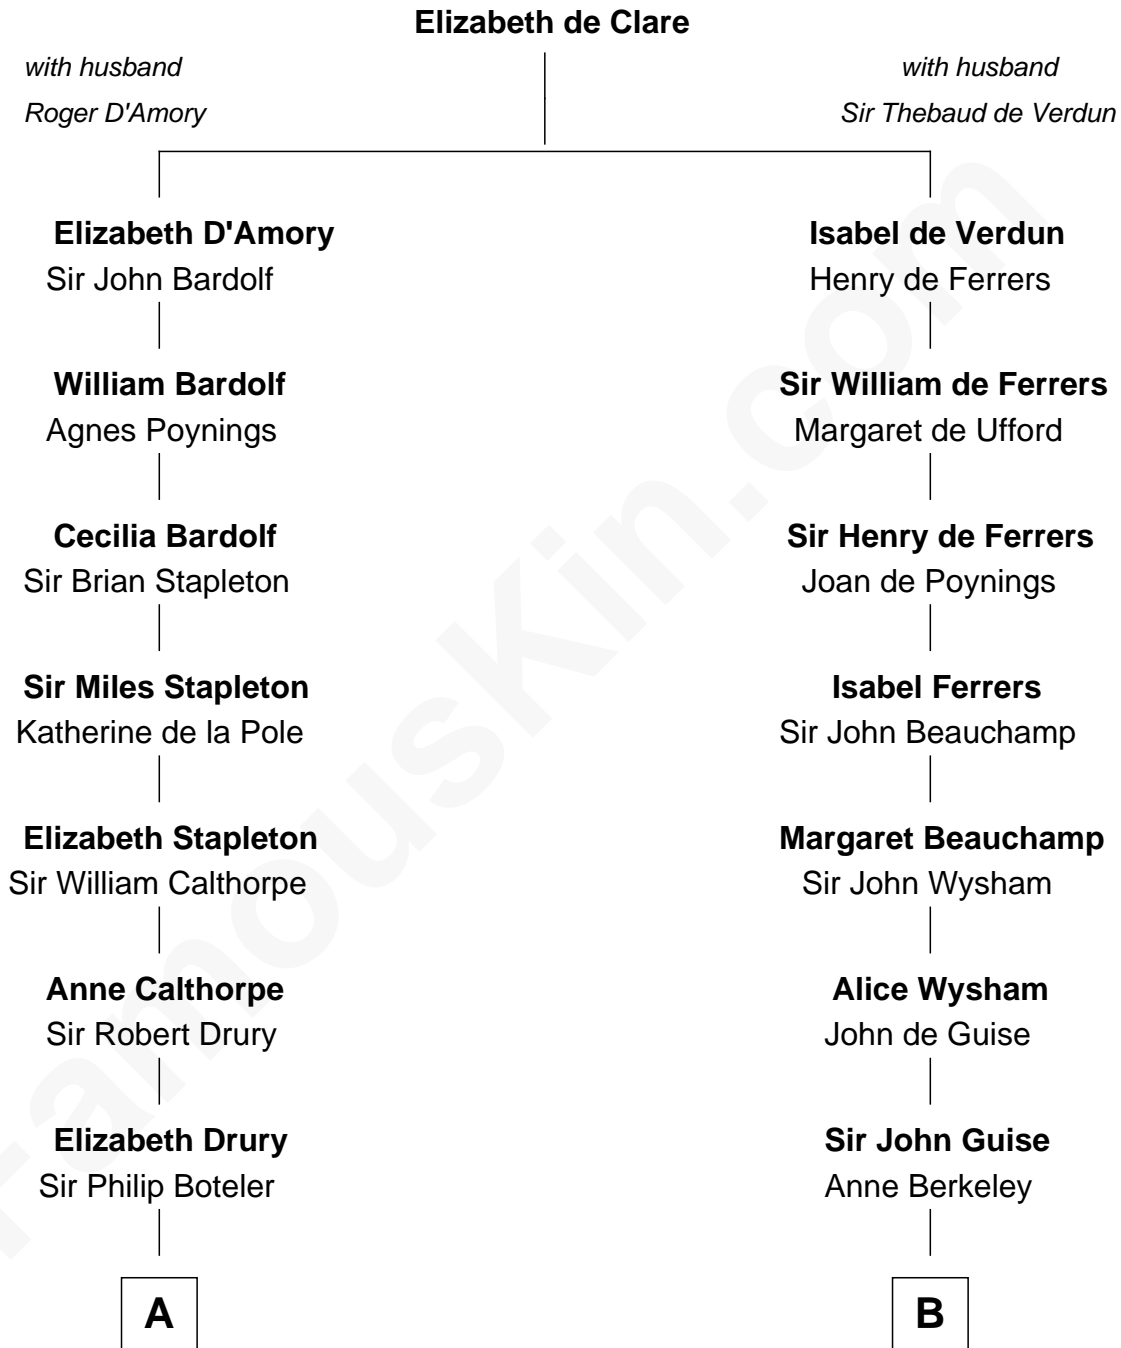 Elizabeth de Clare
with husband
Roger D'Amory
with husband
Sir Thebaud de Verdun
Elizabeth D'Amory
Sir John Bardolf
Isabel de Verdun
Henry de Ferrers
William Bardolf
Agnes Poynings
Sir William de Ferrers
Margaret de Ufford
Cecilia Bardolf
Sir Brian Stapleton
Sir Henry de Ferrers
Joan de Poynings
Sir Miles Stapleton
Katherine de la Pole
Isabel Ferrers
Sir John Beauchamp
Elizabeth Stapleton
Sir William Calthorpe
Margaret Beauchamp
Sir John Wysham
Anne Calthorpe
Sir Robert Drury
Alice Wysham
John de Guise
Elizabeth Drury
Sir Philip Boteler
Sir John Guise
Anne Berkeley
A
B
FamousKin.com